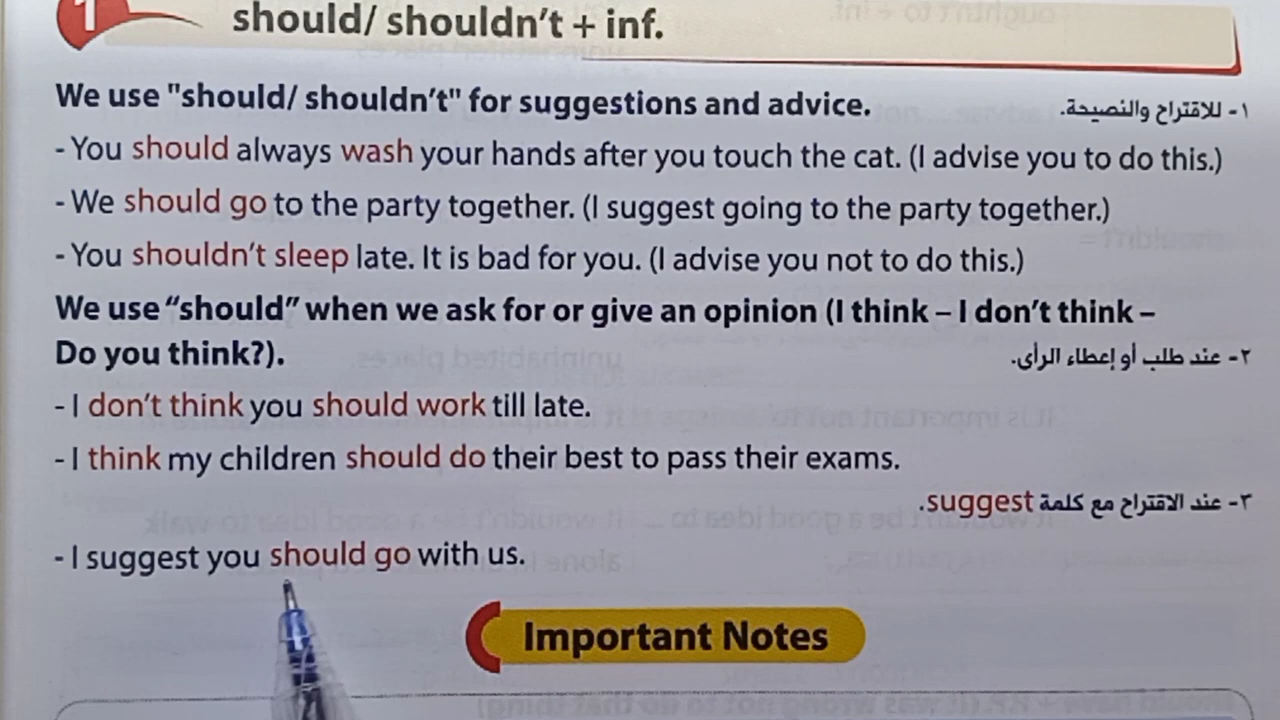 1 should/ shouldn't + inf.
We use "should/ shouldn't" for suggestions and advice. ١- للاقتراح والنصيحة.
- You should always wash your hands after you touch the cat. (I advise you to do this.)
- We should go to the party together. (I suggest going to the party together.)
- You shouldn't sleep late. It is bad for you. (I advise you not to do this.)
We use “should” when we ask for or give an opinion (I think – I don't think –
Do you think?). ٢- عند طلب أو إعطاء الرأى.
- I don't think you should work till late.
- I think my children should do their best to pass their exams.
٣- عند الاقتراح مع كلمة suggest.
- I suggest you should go with us.
Important Notes